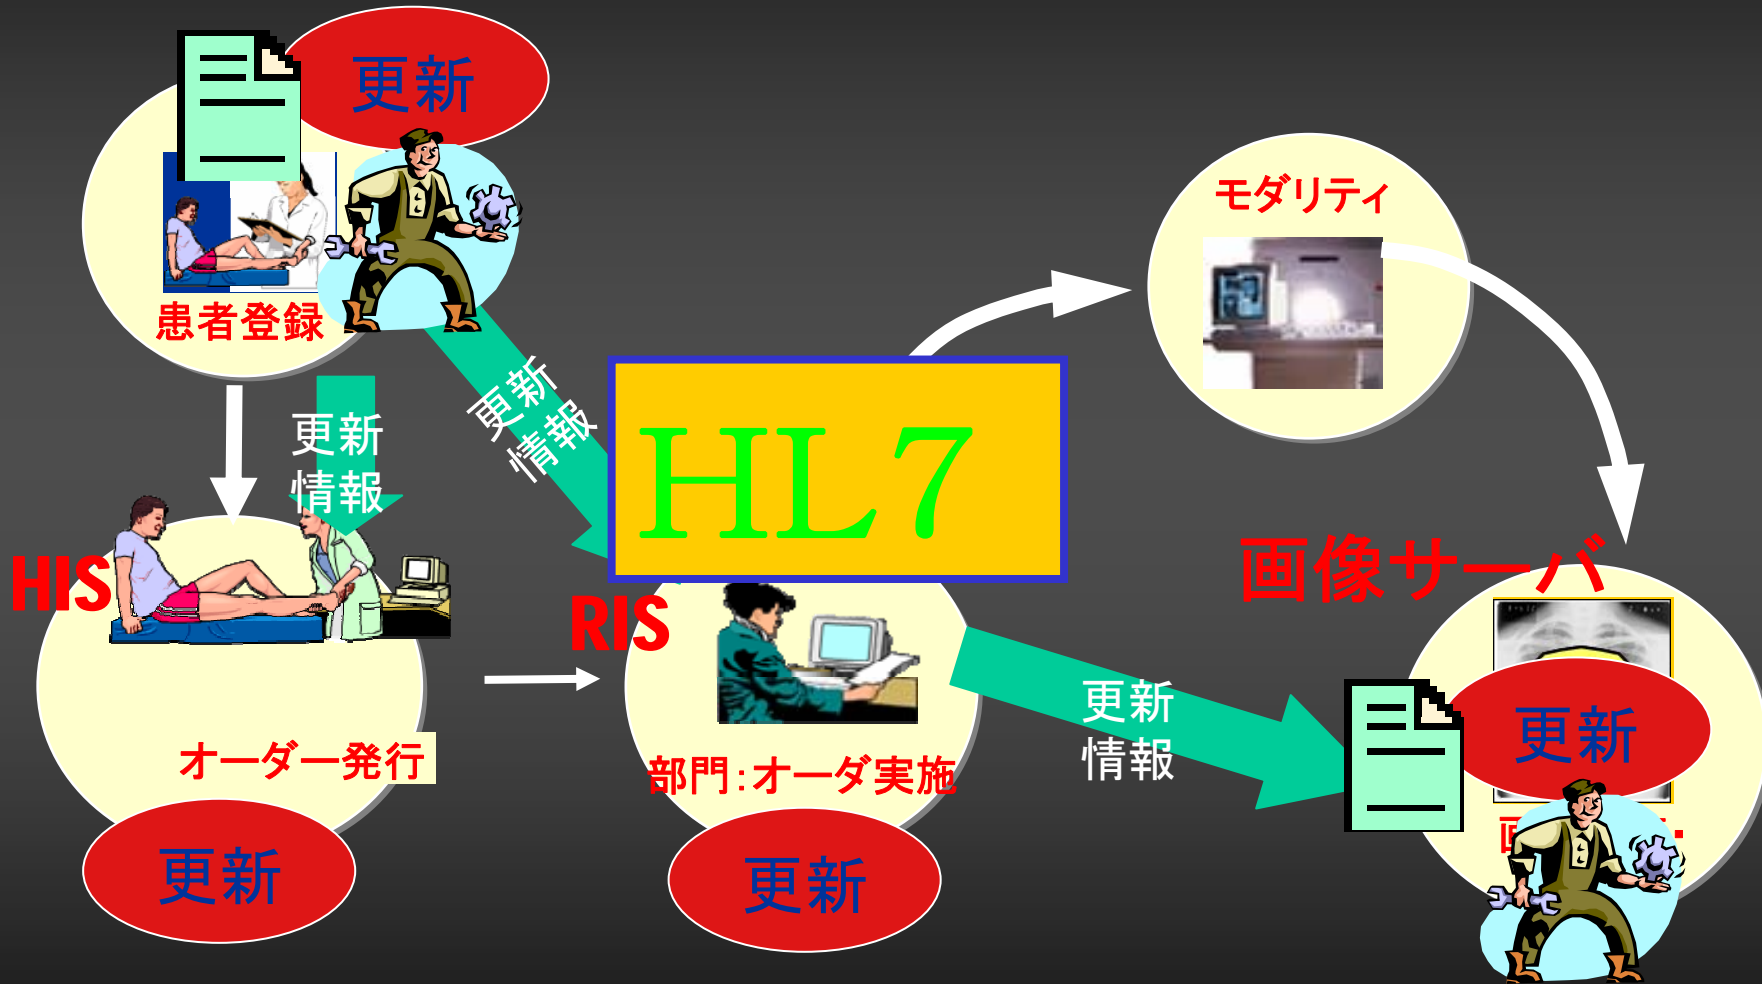 更新
モダリティ
患者登録
更新
情報
更新
情報
HL7
HIS
RIS
画像サーバ
オーダー発行
部門:オーダ実施
更新
情報
更新
更新
更新